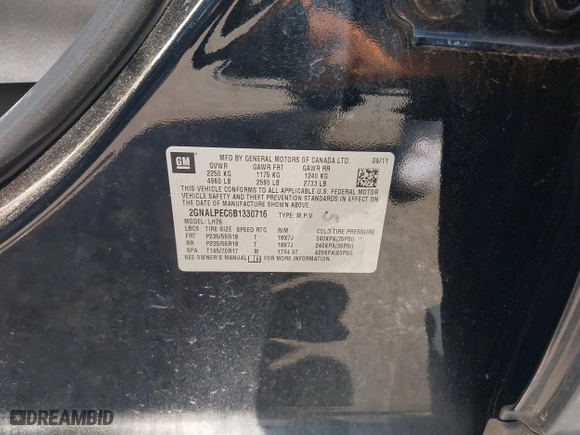 GM
MFG BY GENERAL MOTORS OF CANADA LTD. 06/11
GVWR GAWR FRT GAWR RR
2250 KG 1175 KG 1240 KG
4960 LB 2590 LB 2733 LB
THIS VEHICLE CONFORMS TO ALL APPLICABLE U.S. FEDERAL MOTOR
VEHICLE SAFETY AND THEFT PREVENTION STANDARDS IN EFFECT ON
THE DATE OF MANUFACTURE SHOWN ABOVE.
2GNALPEC6B1330716 TYPE: M.P.V.
MODEL: LH26
LBCS TIRE SIZE SPEED RTG RIM COLD TIRE PRESSURE
FRT P235/55R18 T 18X7J 240KPA(35PSI)
RR P235/55R18 T 18X7J 240KPA(35PSI)
SPA T145/70R17 M 17X4.5T 420KPA(60PSI)
SEE OWNER'S MANUAL FOR MORE INFORMATION.
DREAMBID